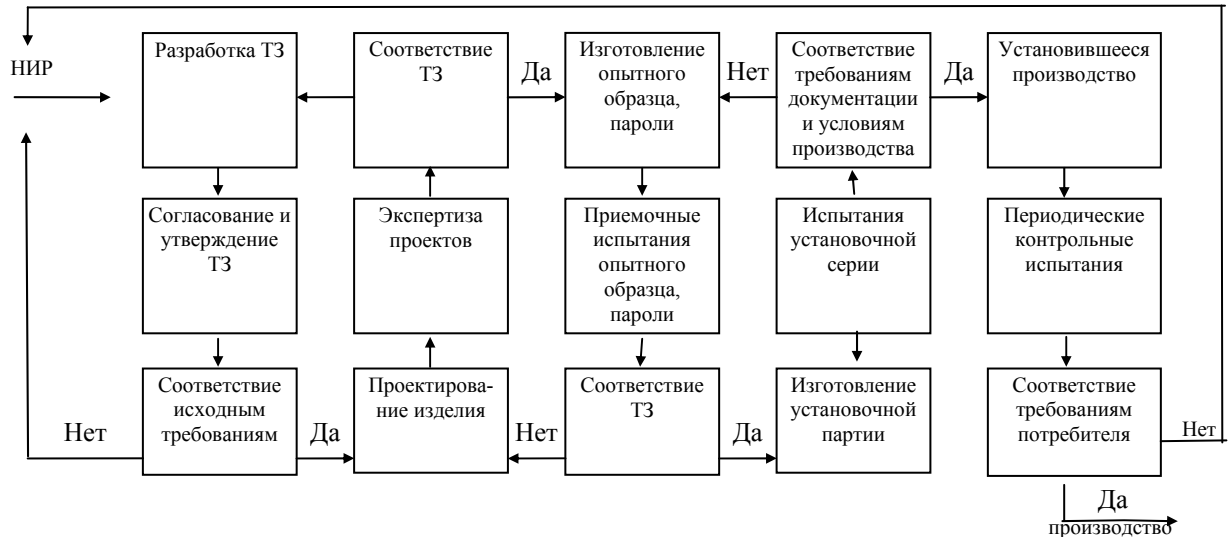 НИР
Разработка ТЗ
Соответствие
ТЗ
Да
Изготовление
опытного
образца,
пароли
Нет
Соответствие
требованиям
документации
и условиям
производства
Да
Установившееся
производство
Согласование и
утверждение
ТЗ
Экспертиза
проектов
Приемочные
испытания
опытного
образца,
пароли
Испытания
установочной
серии
Периодические
контрольные
испытания
Нет
Соответствие
исходным
требованиям
Да
Проектирова-
ние изделия
Нет
Соответствие
ТЗ
Да
Изготовление
установочной
партии
Соответствие
требованиям
потребителя
Нет
Да
производство